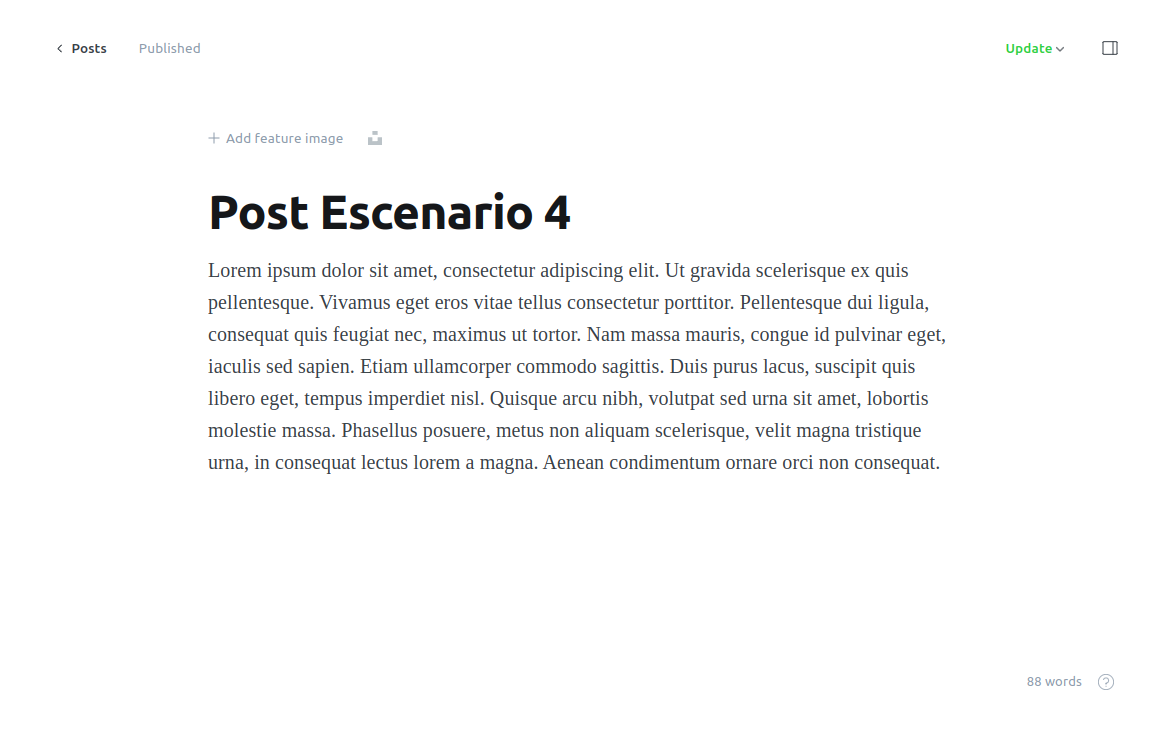 Posts
Published
Update
Add feature image
Post Escenario 4
Lorem ipsum dolor sit amet, consectetur adipiscing elit. Ut gravida scelerisque ex quis
pellentesque. Vivamus eget eros vitae tellus consectetur porttitor. Pellentesque dui ligula,
consequat quis feugiat nec, maximus ut tortor. Nam massa mauris, congue id pulvinar eget,
iaculis sed sapien. Etiam ullamcorper commodo sagittis. Duis purus lacus, suscipit quis
libero eget, tempus imperdiet nisl. Quisque arcu nibh, volutpat sed urna sit amet, lobortis
molestie massa. Phasellus posuere, metus non aliquam scelerisque, velit magna tristique
urna, in consequat lectus lorem a magna. Aenean condimentum ornare orci non consequat.
88 words